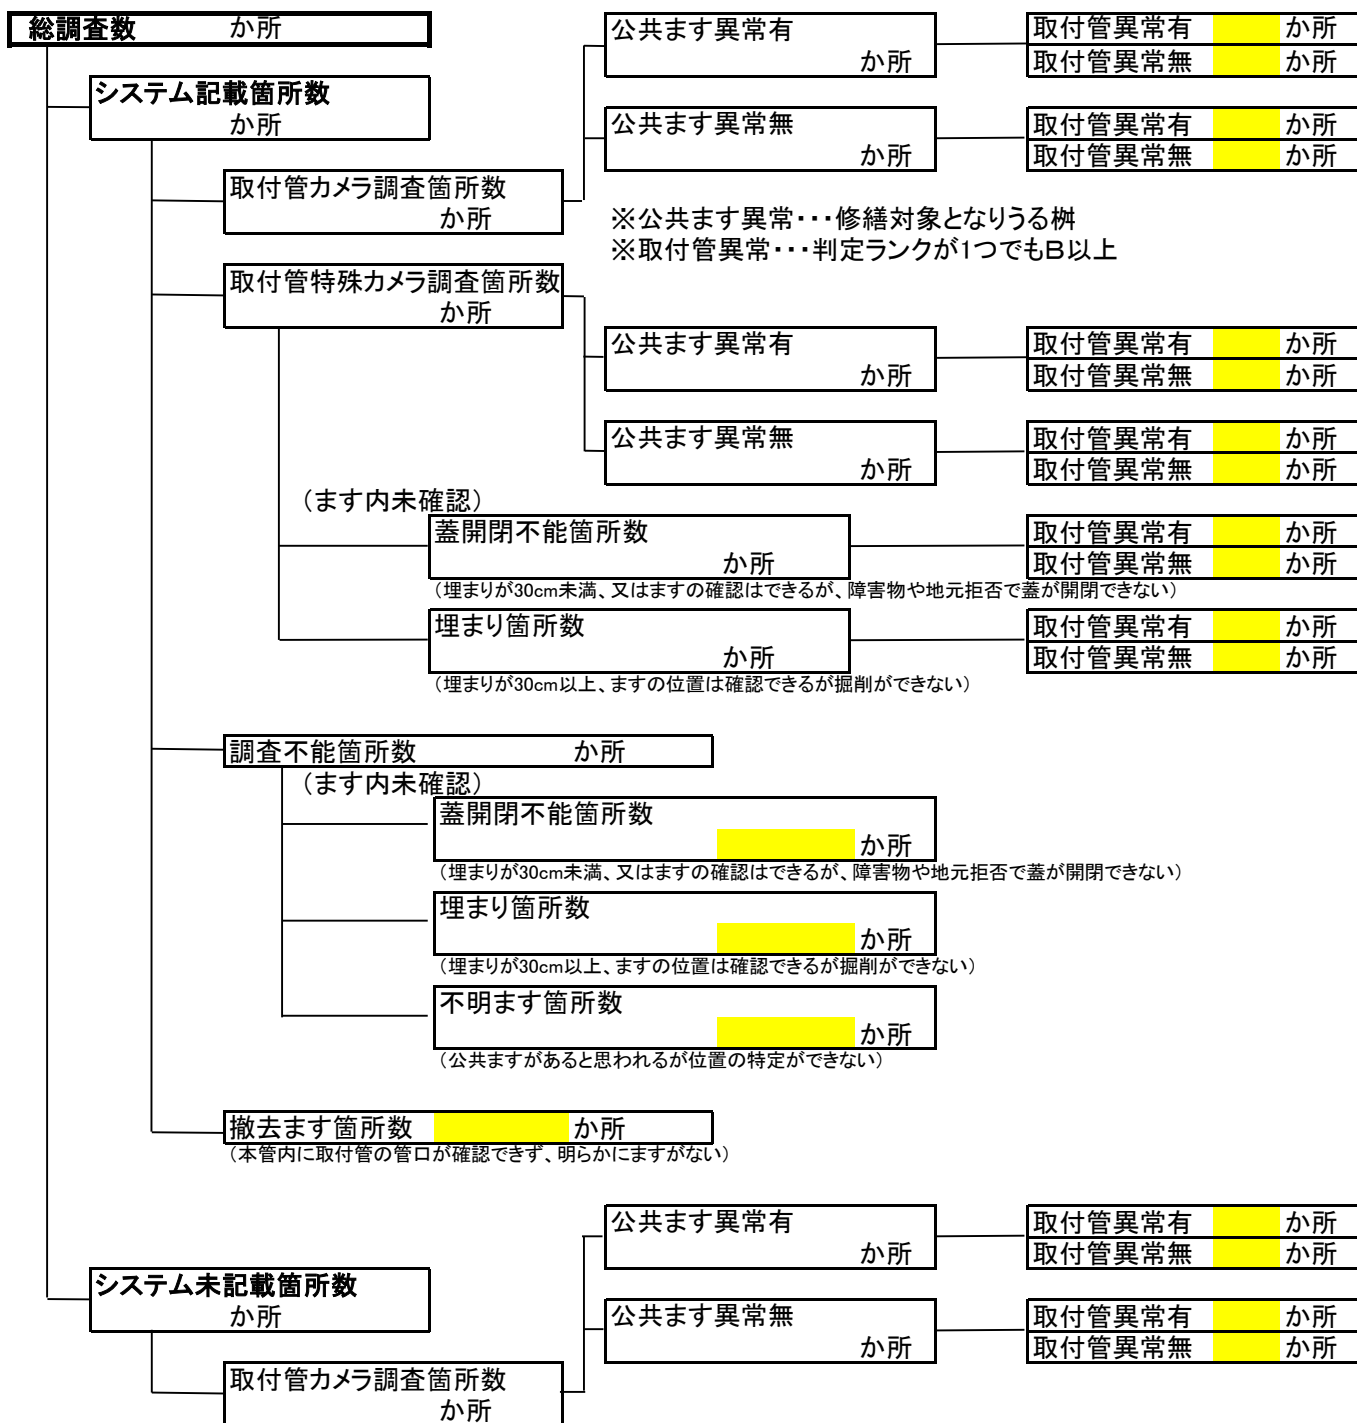 総調査数 か所
公共ます異常有
か所
取付管異常有 か所
取付管異常無 か所
システム記載箇所数
か所
公共ます異常無
か所
取付管異常有 か所
取付管異常無 か所
取付管カメラ調査箇所数
か所
※公共ます異常・・・修繕対象となりうる桝
※取付管異常・・・判定ランクが1つでもB以上
取付管特殊カメラ調査箇所数
か所
公共ます異常有
か所
取付管異常有 か所
取付管異常無 か所
公共ます異常無
か所
取付管異常有 か所
取付管異常無 か所
（ます内未確認）
蓋開閉不能箇所数
か所
取付管異常有 か所
取付管異常無 か所
（埋まりが30cm未満、又はますの確認はできるが、障害物や地元拒否で蓋が開閉できない）
埋まり箇所数
か所
取付管異常有 か所
取付管異常無 か所
（埋まりが30cm以上、ますの位置は確認できるが掘削ができない）
調査不能箇所数 か所
（ます内未確認）
蓋開閉不能箇所数
か所
（埋まりが30cm未満、又はますの確認はできるが、障害物や地元拒否で蓋が開閉できない）
埋まり箇所数
か所
（埋まりが30cm以上、ますの位置は確認できるが掘削ができない）
不明ます箇所数
か所
（公共ますがあると思われるが位置の特定ができない）
撤去ます箇所数 か所
（本管内に取付管の管口が確認できず、明らかにますがない）
公共ます異常有
か所
取付管異常有 か所
取付管異常無 か所
システム未記載箇所数
か所
公共ます異常無
か所
取付管異常有 か所
取付管異常無 か所
取付管カメラ調査箇所数
か所